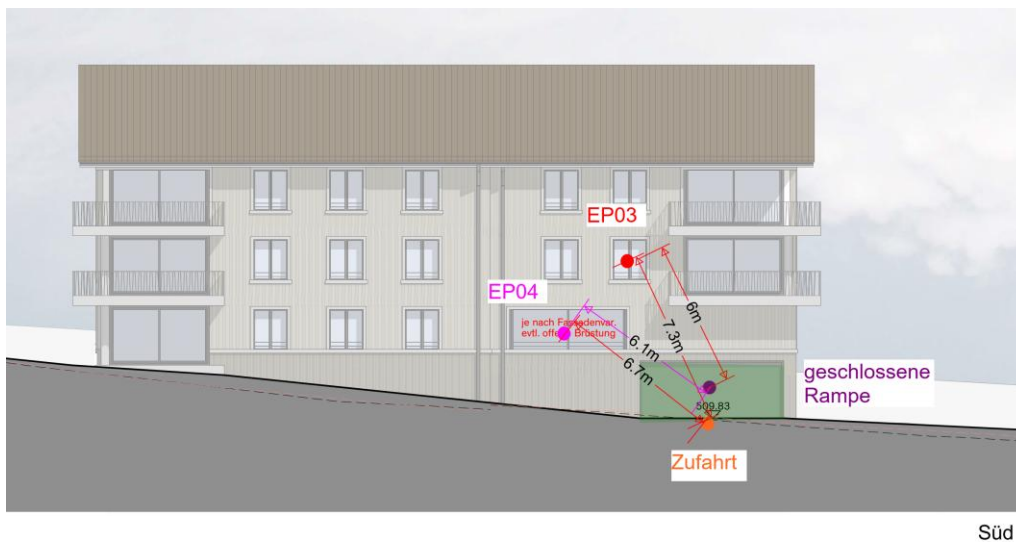 EP03
EP04
je nach Fassadenvar.
evtl. offene Brüstung
6m
7.3m
6.1m
6.7m
geschlossene
Rampe
509.83
Zufahrt
Süd